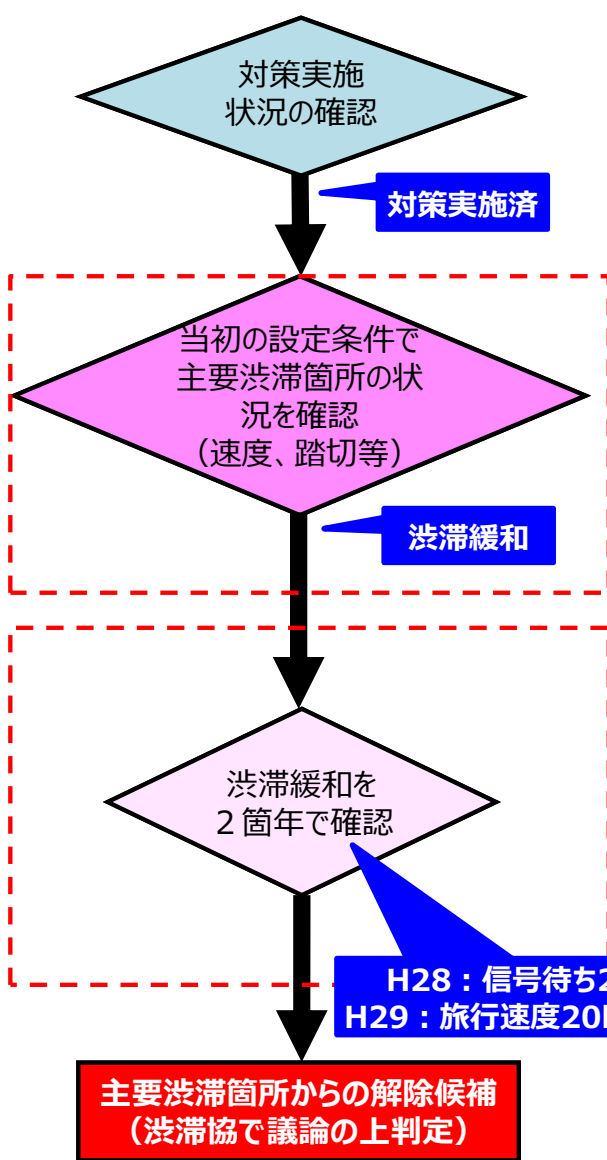 対策実施
状況の確認
対策実施済
当初の設定条件で
主要渋滞箇所の状
況を確認
（速度、踏切等）
渋滞緩和
渋滞緩和を
２箇年で確認
H28：信号待ち2
H29：旅行速度20
主要渋滞箇所からの解除候補
（渋滞協で議論の上判定）